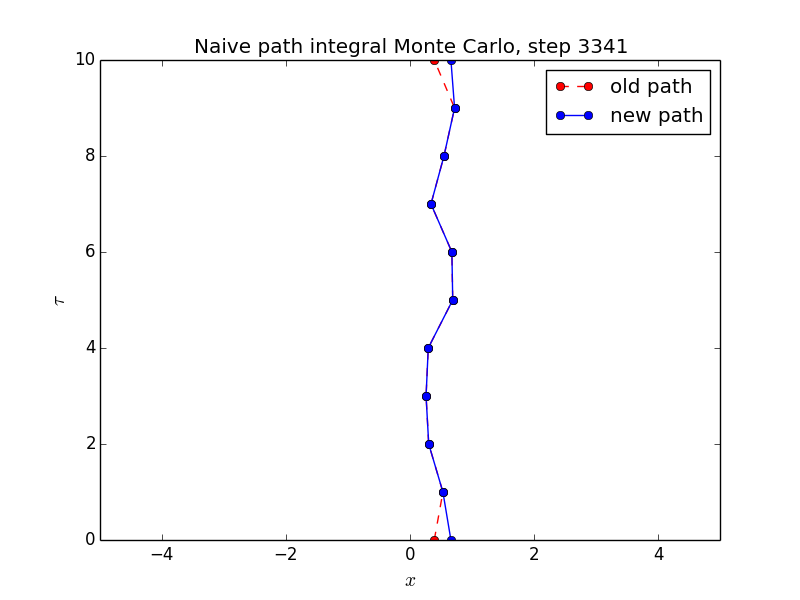 Naive path integral Monte Carlo, step 3341
10
8
6
4
2
0
τ
old path
new path
−4 −2 0 2 4
x